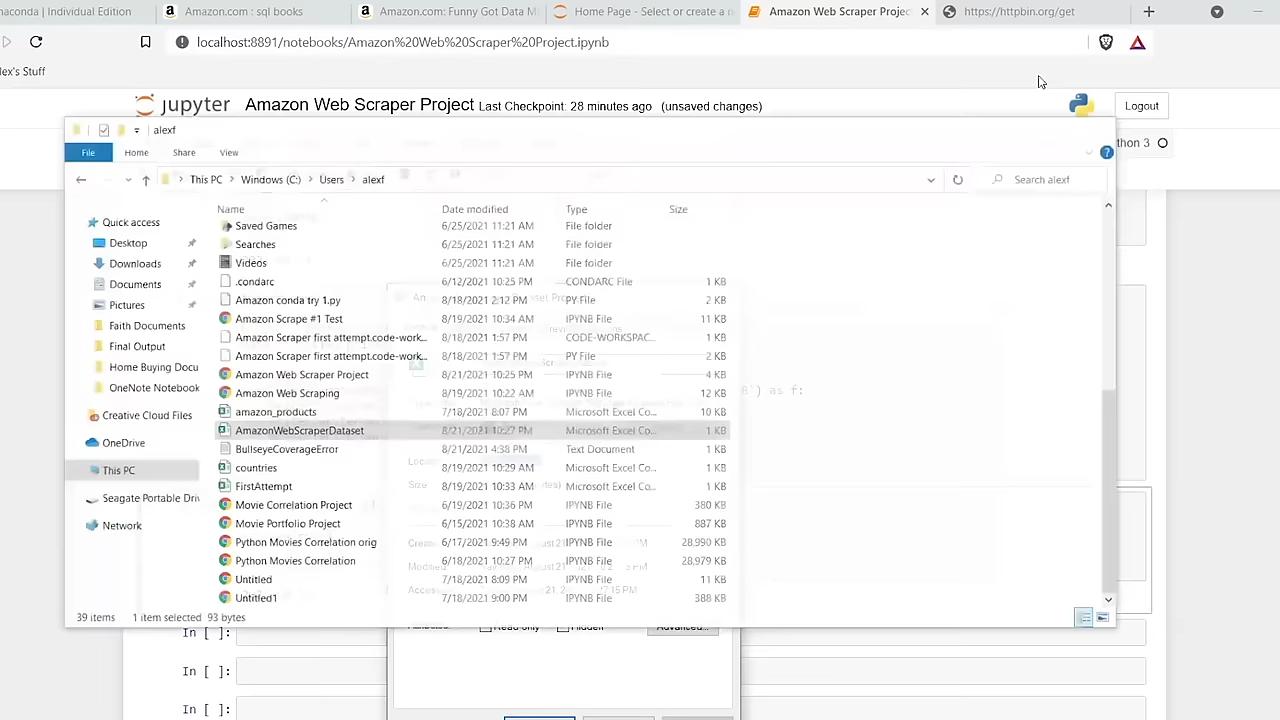 naconda | Individual Edition
Amazon.com : sql books
Amazon.com: Funny Got Data M
Home Page - Select or create a n
Amazon Web Scraper Project
https://httpbin.org/get
localhost:8891/notebooks/Amazon%20Web%20Scraper%20Project.ipynb
lex's Stuff
jupyter Amazon Web Scraper Project Last Checkpoint: 28 minutes ago (unsaved changes)
Logout
alexf
File Home Share View
thon 3
This PC > Windows (C:) > Users > alexf
Search alexf
Name Date modified Type Size
Quick access
Desktop
Downloads
Documents
Pictures
Faith Documents
Final Output
Home Buying Docu
OneNote Notebook
Creative Cloud Files
OneDrive
This PC
Seagate Portable Driv
Network
Saved Games 6/25/2021 11:21 AM File folder
Searches 6/25/2021 11:21 AM File folder
Videos 6/25/2021 11:21 AM File folder
.condarc 6/12/2021 10:25 PM CONDARC File 1 KB
Amazon conda try 1.py 8/18/2021 2:12 PM PY File 2 KB
Amazon Scrape #1 Test 8/19/2021 10:34 AM IPYNB File 11 KB
Amazon Scraper first attempt.code-work... 8/18/2021 1:57 PM CODE-WORKSPAC... 1 KB
Amazon Scraper first attempt.code-work... 8/18/2021 1:57 PM PY File 2 KB
Amazon Web Scraper Project 8/21/2021 10:25 PM IPYNB File 4 KB
Amazon Web Scraping 8/19/2021 10:22 AM IPYNB File 12 KB
amazon_products 7/18/2021 8:07 PM Microsoft Excel Co... 10 KB
AmazonWebScraperDataset 8/21/2021 10:27 PM Microsoft Excel Co... 1 KB
BullseyeCoverageError 8/21/2021 4:38 PM Text Document 1 KB
countries 8/19/2021 10:29 AM Microsoft Excel Co... 1 KB
FirstAttempt 8/19/2021 10:33 AM Microsoft Excel Co... 1 KB
Movie Correlation Project 6/19/2021 10:36 PM IPYNB File 380 KB
Movie Portfolio Project 6/15/2021 10:38 AM IPYNB File 887 KB
Python Movies Correlation orig 6/17/2021 9:49 PM IPYNB File 28,990 KB
Python Movies Correlation 6/18/2021 10:27 PM IPYNB File 28,979 KB
Untitled 7/18/2021 8:09 PM IPYNB File 11 KB
Untitled1 7/18/2021 9:00 PM IPYNB File 388 KB
') as f:
39 items 1 item selected 93 bytes
Read-only Hidden Advanced...
In [ ]:
In [ ]:
In [ ]: